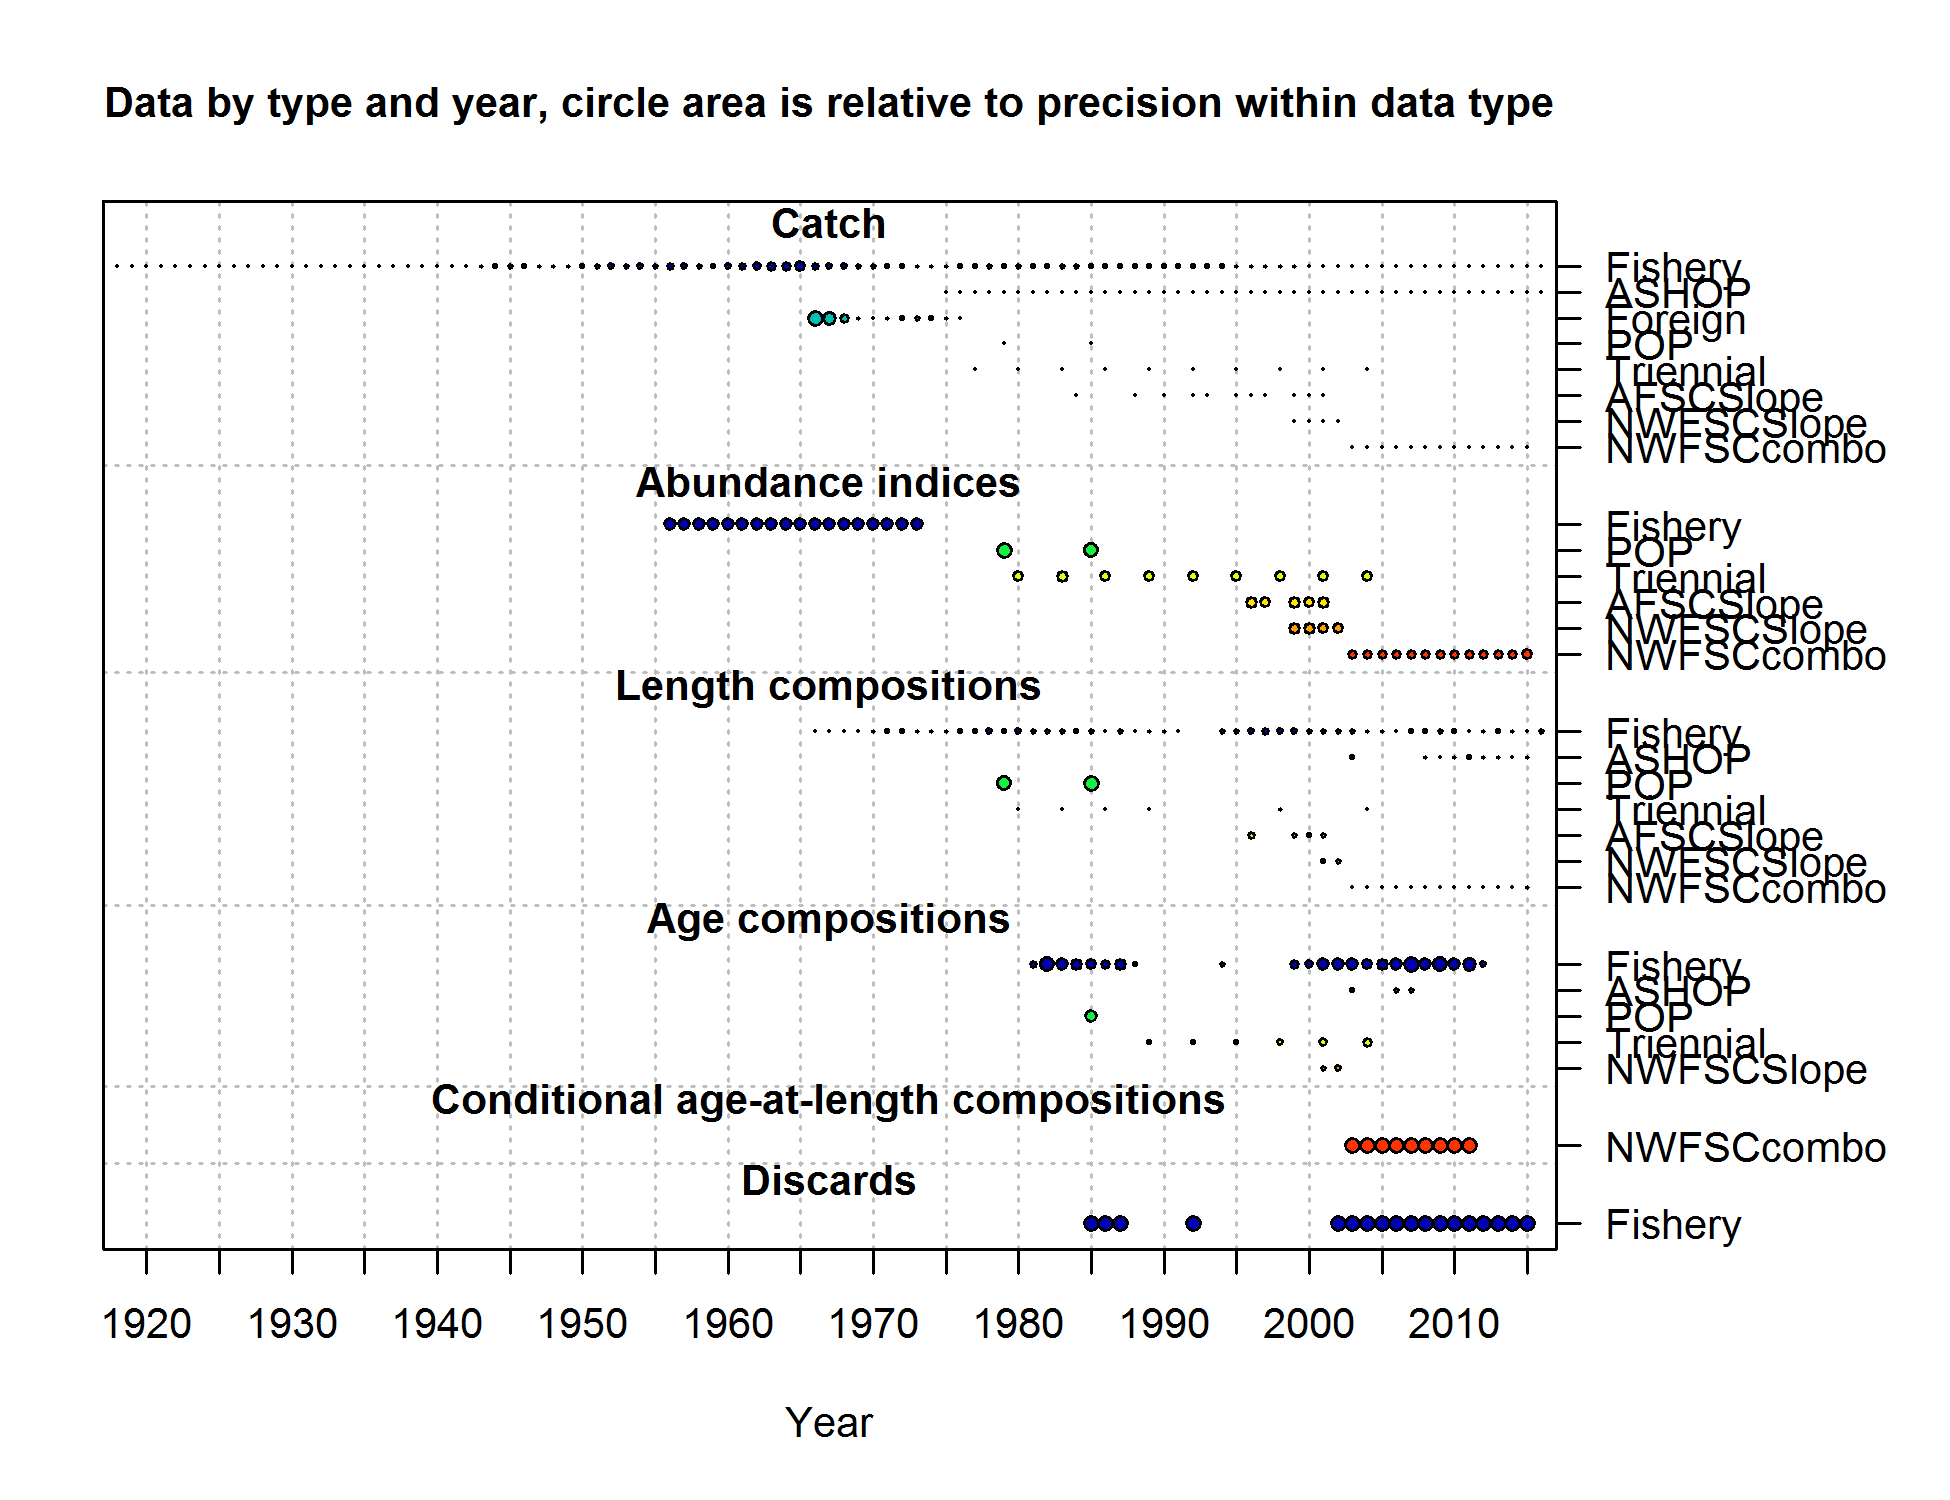 Data by type and year, circle area is relative to precision within data type
Catch
Fishery
ASHOP
Foreign
POP
Triennial
AFSCSlope
NWFSCSlope
NWFSCcombo
Abundance indices
Fishery
POP
Triennial
AFSCSlope
NWFSCSlope
NWFSCcombo
Length compositions
Fishery
ASHOP
POP
Triennial
AFSCSlope
NWFSCSlope
NWFSCcombo
Age compositions
Fishery
ASHOP
POP
Triennial
NWFSCSlope
Conditional age-at-length compositions
NWFSCcombo
Discards
Fishery
1920 1930 1940 1950 1960 1970 1980 1990 2000 2010
Year